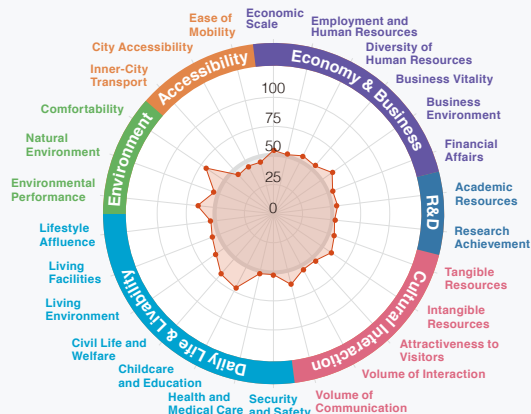 Economic
Scale
Employment and
Human Resources
Diversity of
Human Resources
Business Vitality
Business
Environment
Financial
Affairs
Academic
Resources
Research
Achievement
Tangible
Resources
Intangible
Resources
Attractiveness to
Visitors
Volume of Interaction
Volume of
Communication
Security
and Safety
Health and
Medical Care
Childcare
and Education
Civil Life and
Welfare
Living
Environment
Living
Facilities
Lifestyle
Affluence
Environmental
Performance
Natural
Environment
Comfortability
Inner-City
Transport
City Accessibility
Ease of
Mobility
Economy & Business
R&D
Cultural Interaction
Daily Life & Livability
Environment
Accessibility
100
75
50
25
0